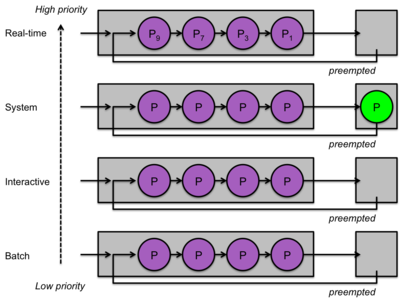 High priority
Real-time
P9 P7 P3 P1
preempted
System
P P P P P
preempted
Interactive
P P P P
preempted
Batch
P P P P
Low priority
preempted